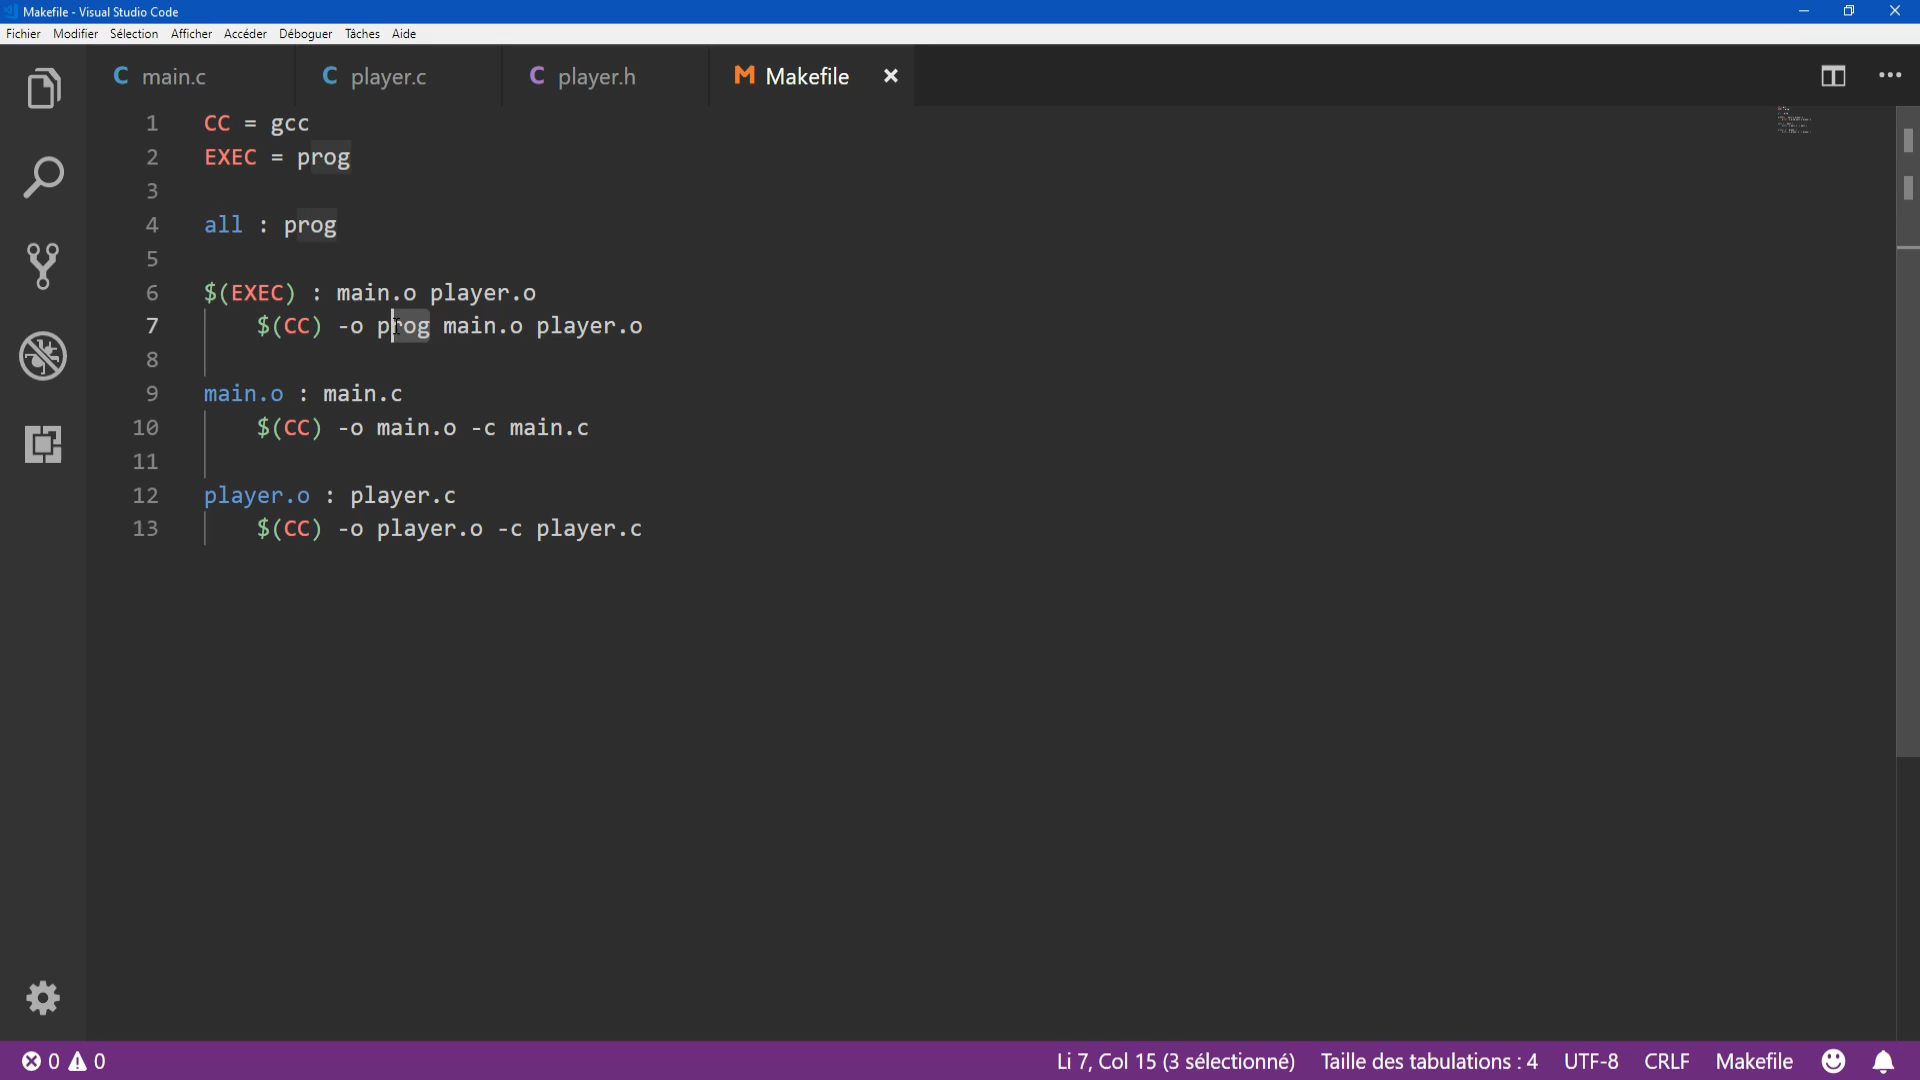 Makefile - Visual Studio Code
Fichier Modifier Sélection Afficher Accéder Déboguer Tâches Aide
C main.c C player.c C player.h M Makefile
1 CC = gcc
2 EXEC = prog
3
4 all : prog
5
6 $(EXEC) : main.o player.o
7 $(CC) -o prog main.o player.o
8
9 main.o : main.c
10 $(CC) -o main.o -c main.c
11
12 player.o : player.c
13 $(CC) -o player.o -c player.c
0 0 Li 7, Col 15 (3 sélectionné) Taille des tabulations : 4 UTF-8 CRLF Makefile